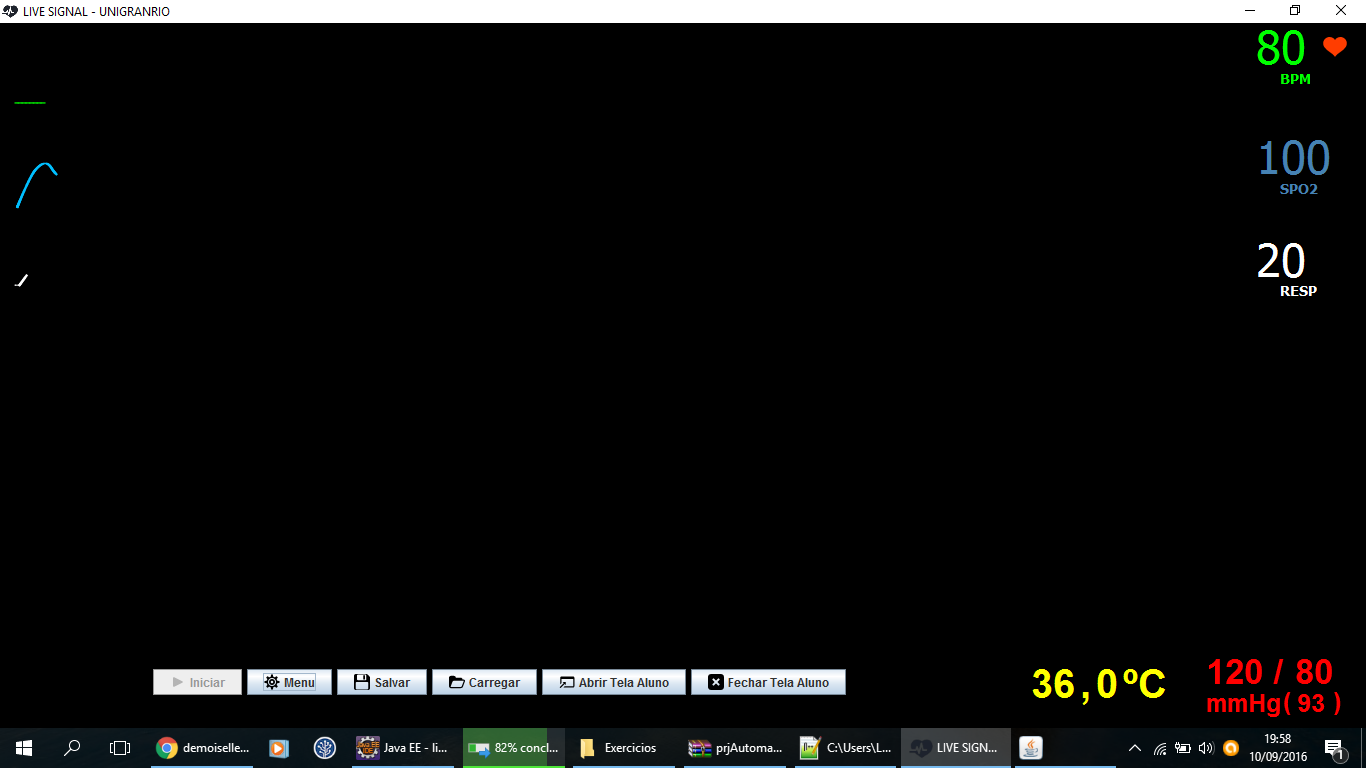 LIVE SIGNAL - UNIGRANRIO
80
BPM
100
SPO2
20
RESP
Iniciar
Menu
Salvar
Carregar
Abrir Tela Aluno
Fechar Tela Aluno
36,0ºC
120 / 80
mmHg( 93 )
demoiselle...
Java EE - li...
82% concl...
Exercicios
prjAutoma...
C:\Users\L...
LIVE SIGN...
19:58
10/09/2016
1